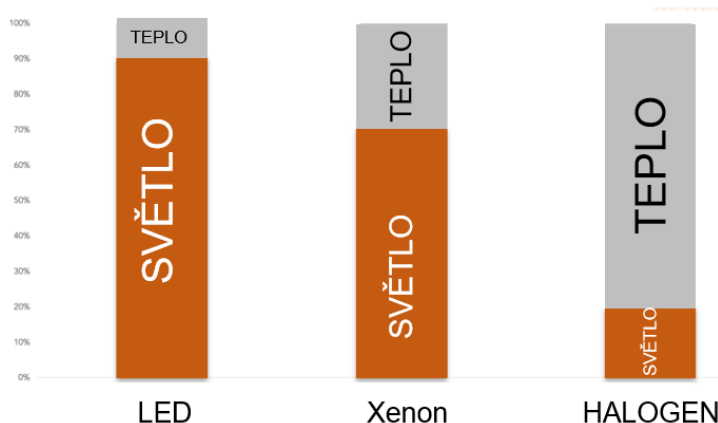 100%
90%
80%
70%
60%
50%
40%
30%
20%
10%
0%
TEPLO
SVĚTLO
TEPLO
SVĚTLO
TEPLO
SVĚTLO
LED
Xenon
HALOGEN